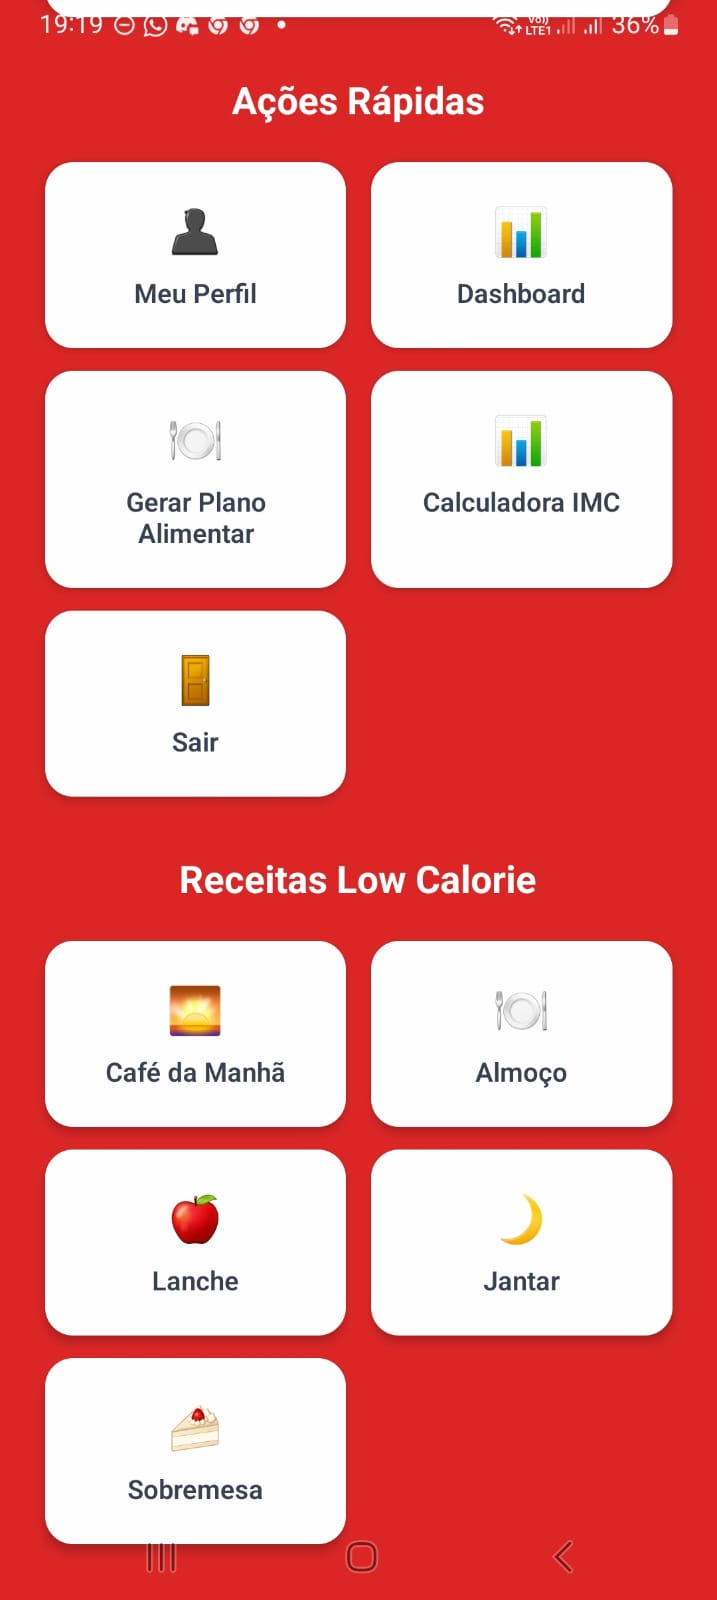 19:19
Vo))
LTE1
36%
Ações Rápidas
Meu Perfil
Dashboard
Gerar Plano
Alimentar
Calculadora IMC
Sair
Receitas Low Calorie
Café da Manhã
Almoço
Lanche
Jantar
Sobremesa